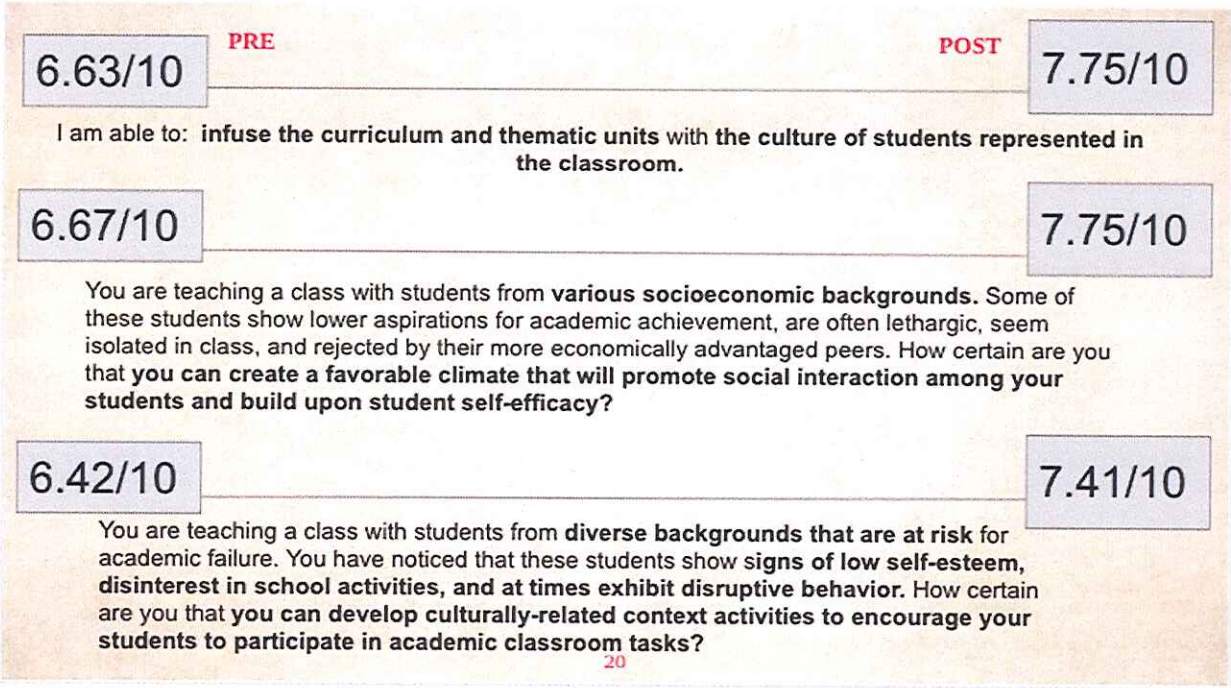 PRE
POST
6.63/10
7.75/10
I am able to: infuse the curriculum and thematic units with the culture of students represented in
the classroom.
6.67/10
7.75/10
You are teaching a class with students from various socioeconomic backgrounds. Some of
these students show lower aspirations for academic achievement, are often lethargic, seem
isolated in class, and rejected by their more economically advantaged peers. How certain are you
that you can create a favorable climate that will promote social interaction among your
students and build upon student self-efficacy?
6.42/10
7.41/10
You are teaching a class with students from diverse backgrounds that are at risk for
academic failure. You have noticed that these students show signs of low self-esteem,
disinterest in school activities, and at times exhibit disruptive behavior. How certain
are you that you can develop culturally-related context activities to encourage your
students to participate in academic classroom tasks?
20